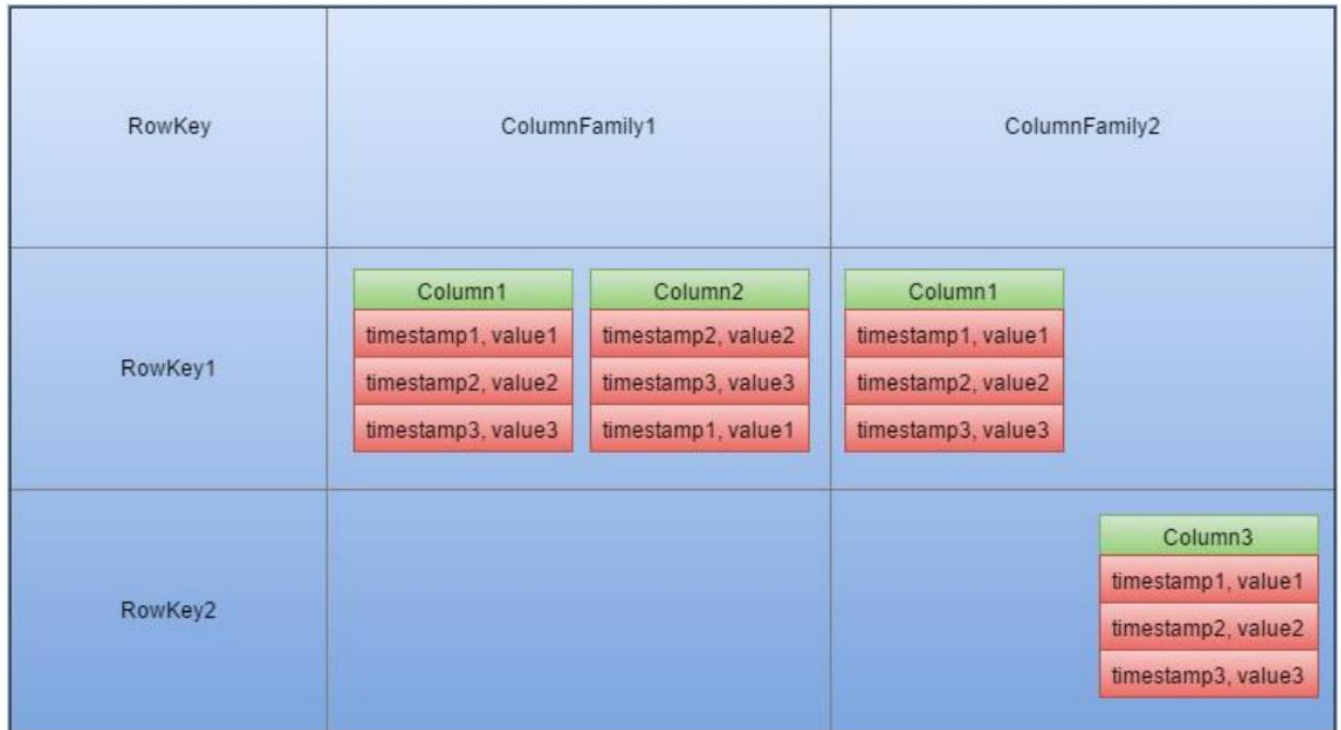 RowKey
ColumnFamily1
ColumnFamily2
RowKey1
Column1
timestamp1, value1
timestamp2, value2
timestamp3, value3
Column2
timestamp2, value2
timestamp3, value3
timestamp1, value1
Column1
timestamp1, value1
timestamp2, value2
timestamp3, value3
RowKey2
Column3
timestamp1, value1
timestamp2, value2
timestamp3, value3